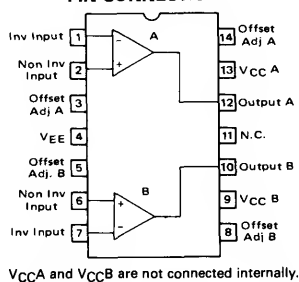 PIN CONNECTIONS
Inv Input 1
Non Inv Input 2
Offset Adj A 3
VEE 4
Offset Adj. B 5
Non Inv Input 6
Inv Input 7
A
B
14 Offset Adj A
13 VCC A
12 Output A
11 N.C.
10 Output B
9 VCC B
8 Offset Adj B
VCCA and VCCB are not connected internally.